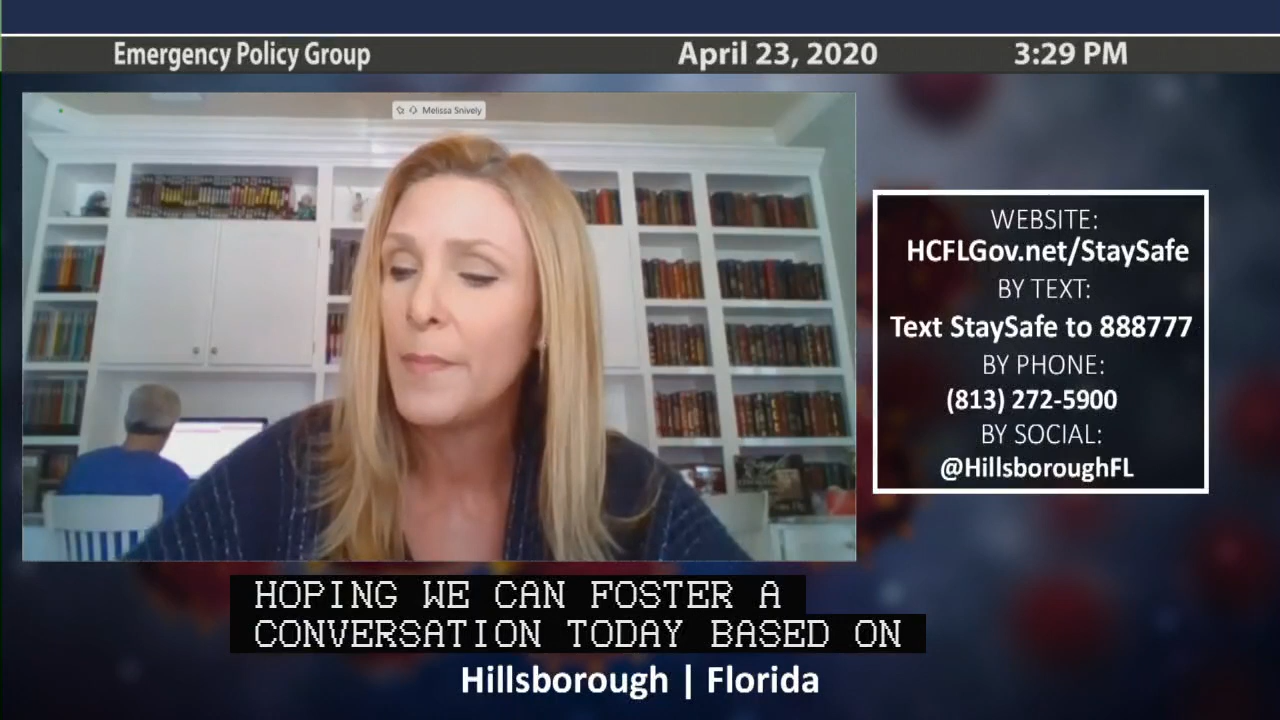 Emergency Policy Group
April 23, 2020
3:29 PM
Melissa Snively
WEBSITE:
HCFLGov.net/StaySafe
BY TEXT:
Text StaySafe to 888777
BY PHONE:
(813) 272-5900
BY SOCIAL:
@HillsboroughFL
HOPING WE CAN FOSTER A
CONVERSATION TODAY BASED ON
Hillsborough | Florida